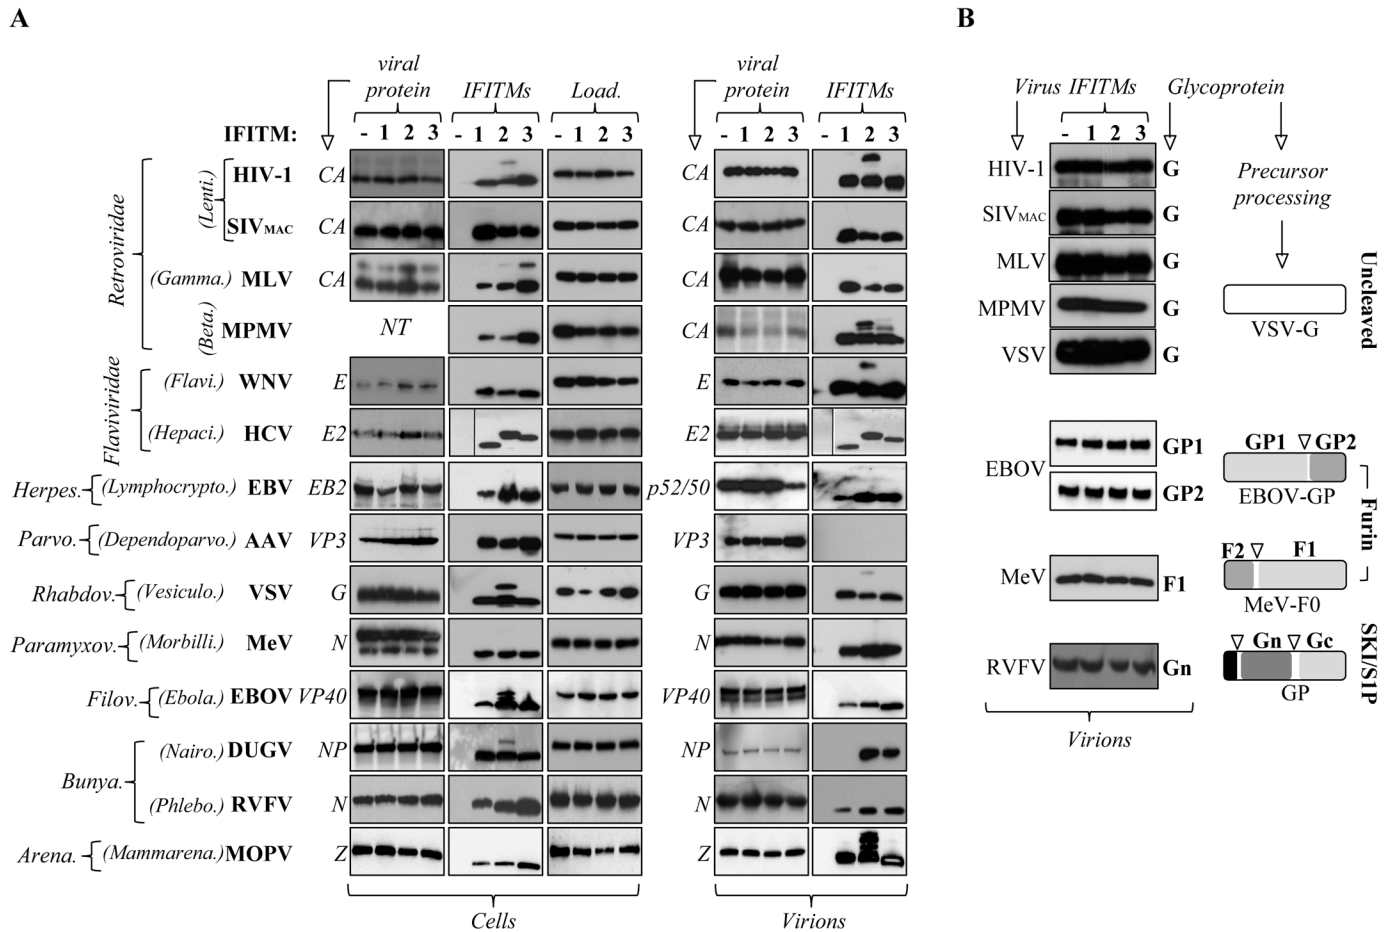 A
viral
protein
IFITMs
Load.
viral
protein
IFITMs
IFITM: - 1 2 3 - 1 2 3 - 1 2 3 - 1 2 3
Retroviridae
(Lenti.)
HIV-1 CA CA
SIVMAC CA CA
(Gamma.) MLV CA CA
(Beta.)
MPMV NT CA
Flaviviridae
(Flavi.) WNV E E
(Hepaci.) HCV E2 E2
Herpes. (Lymphocrypto.) EBV EB2 p52/50
Parvo. (Dependoparvo.) AAV VP3 VP3
Rhabdov. (Vesiculo.) VSV G G
Paramyxov. (Morbilli.) MeV N N
Filov. (Ebola.) EBOV VP40 VP40
Bunya.
(Nairo.) DUGV NP NP
(Phlebo.) RVFV N N
Arena. (Mammarena.) MOPV Z Z
Cells
Virions
B
Virus IFITMs Glycoprotein
- 1 2 3
HIV-1 G
SIVMAC G
MLV G
MPMV G
VSV G
Precursor
processing
VSV-G
Uncleaved
EBOV GP1
GP2
GP1 GP2
EBOV-GP
Furin
MeV F1
F2 F1
MeV-F0
RVFV Gn
Gn Gc
GP
SKI/S1P
Virions